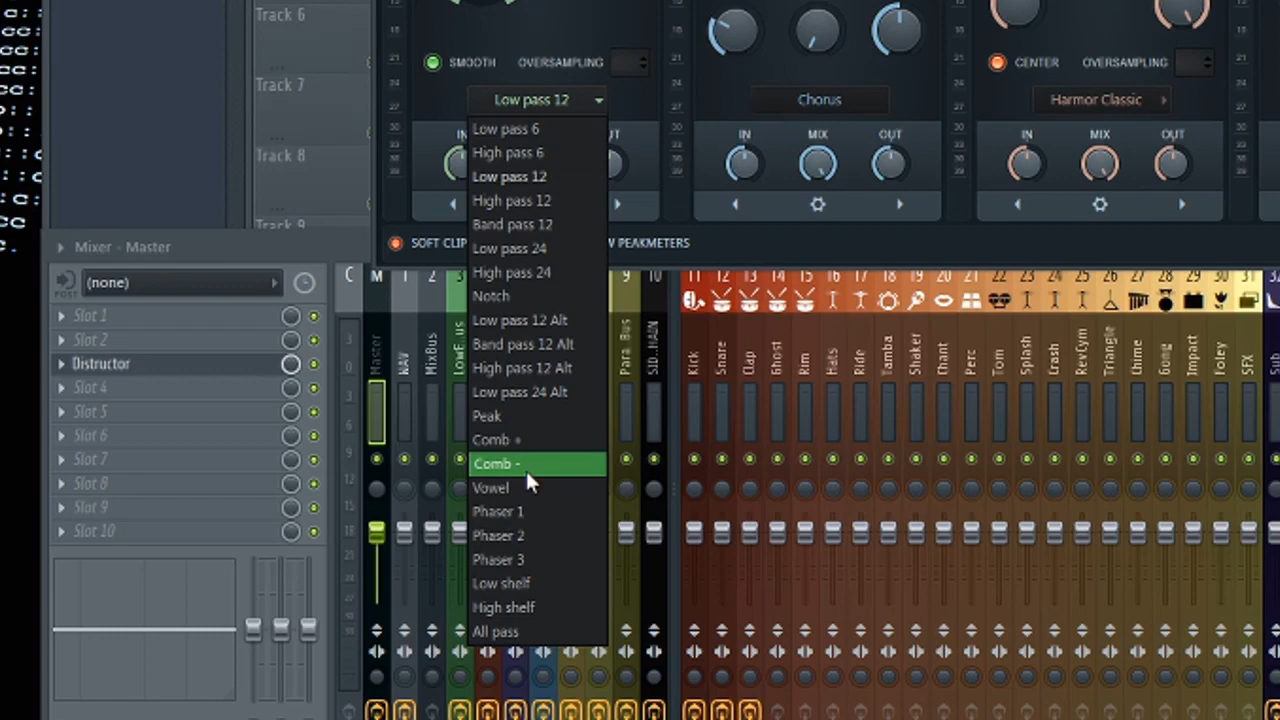 Track 6
Track 7
Track 8
Track 9
SMOOTH OVERSAMPLING
CENTER OVERSAMPLING
Low pass 12
Chorus
Harmor Classic
IN MIX OUT
IN MIX OUT
Low pass 6
High pass 6
Low pass 12
High pass 12
Band pass 12
Low pass 24
High pass 24
Notch
Low pass 12 Alt
Band pass 12 Alt
High pass 12 Alt
Low pass 24 Alt
Peak
Comb +
Comb -
Vowel
Phaser 1
Phaser 2
Phaser 3
Low shelf
High shelf
All pass
SOFT CLIP
PEAKMETERS
Mixer - Master
POST
(none)
Slot 1
Slot 2
Distructor
Slot 4
Slot 5
Slot 6
Slot 7
Slot 8
Slot 9
Slot 10
C M 1 2 3 9 10 11 12 13 14 15 16 17 18 19 20 21 22 23 24 25 26 27 28 29 30 31
Master
MixBus
Para. Bus
Kick
Snare
Clap
Ghost
Rim
Hats
Ride
Tamba
Shaker
Chant
Perc
Tom
Splash
Crash
RevCym
Triangle
Chime
Gong
Impact
Foley
SFX
Sub